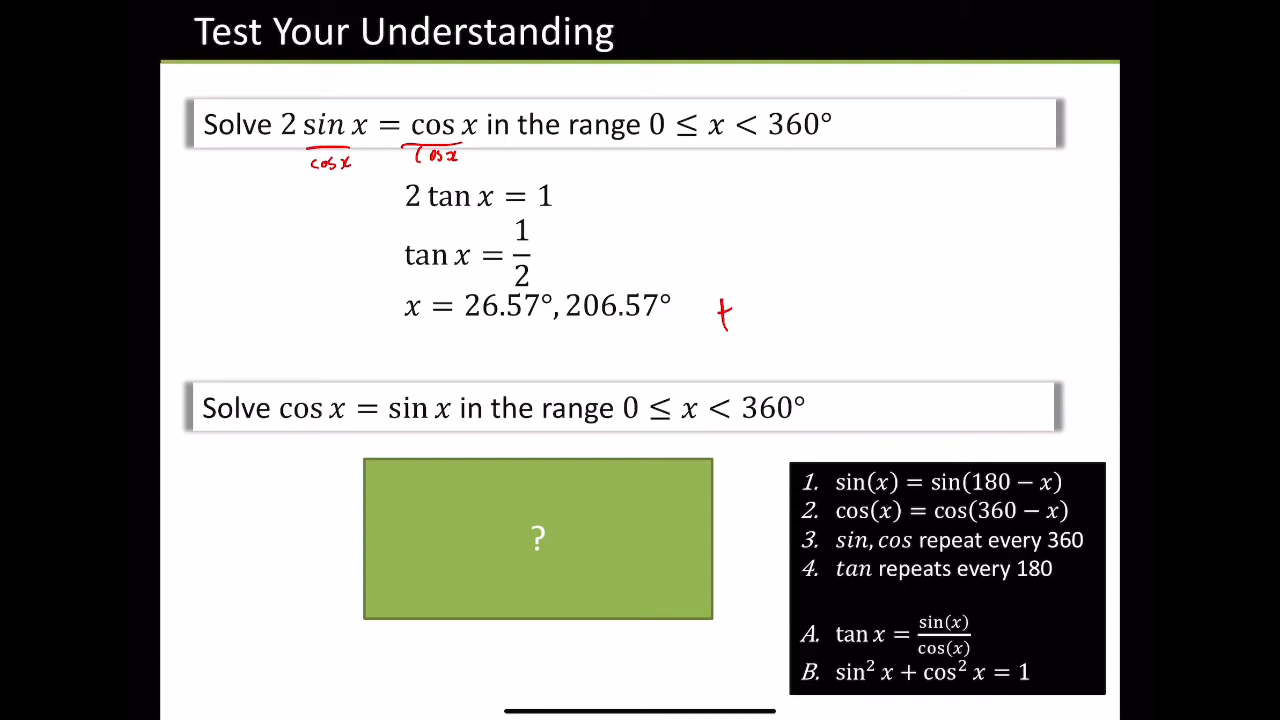 Test Your Understanding
Solve 2 sin x = cos x in the range 0 ≤ x < 360°
cos x cos x
2 tan x = 1
tan x = 1/2
x = 26.57°, 206.57° +
Solve cos x = sin x in the range 0 ≤ x < 360°
?
1. sin(x) = sin(180 − x)
2. cos(x) = cos(360 − x)
3. sin, cos repeat every 360
4. tan repeats every 180
A. tan x = sin(x)/cos(x)
B. sin² x + cos² x = 1